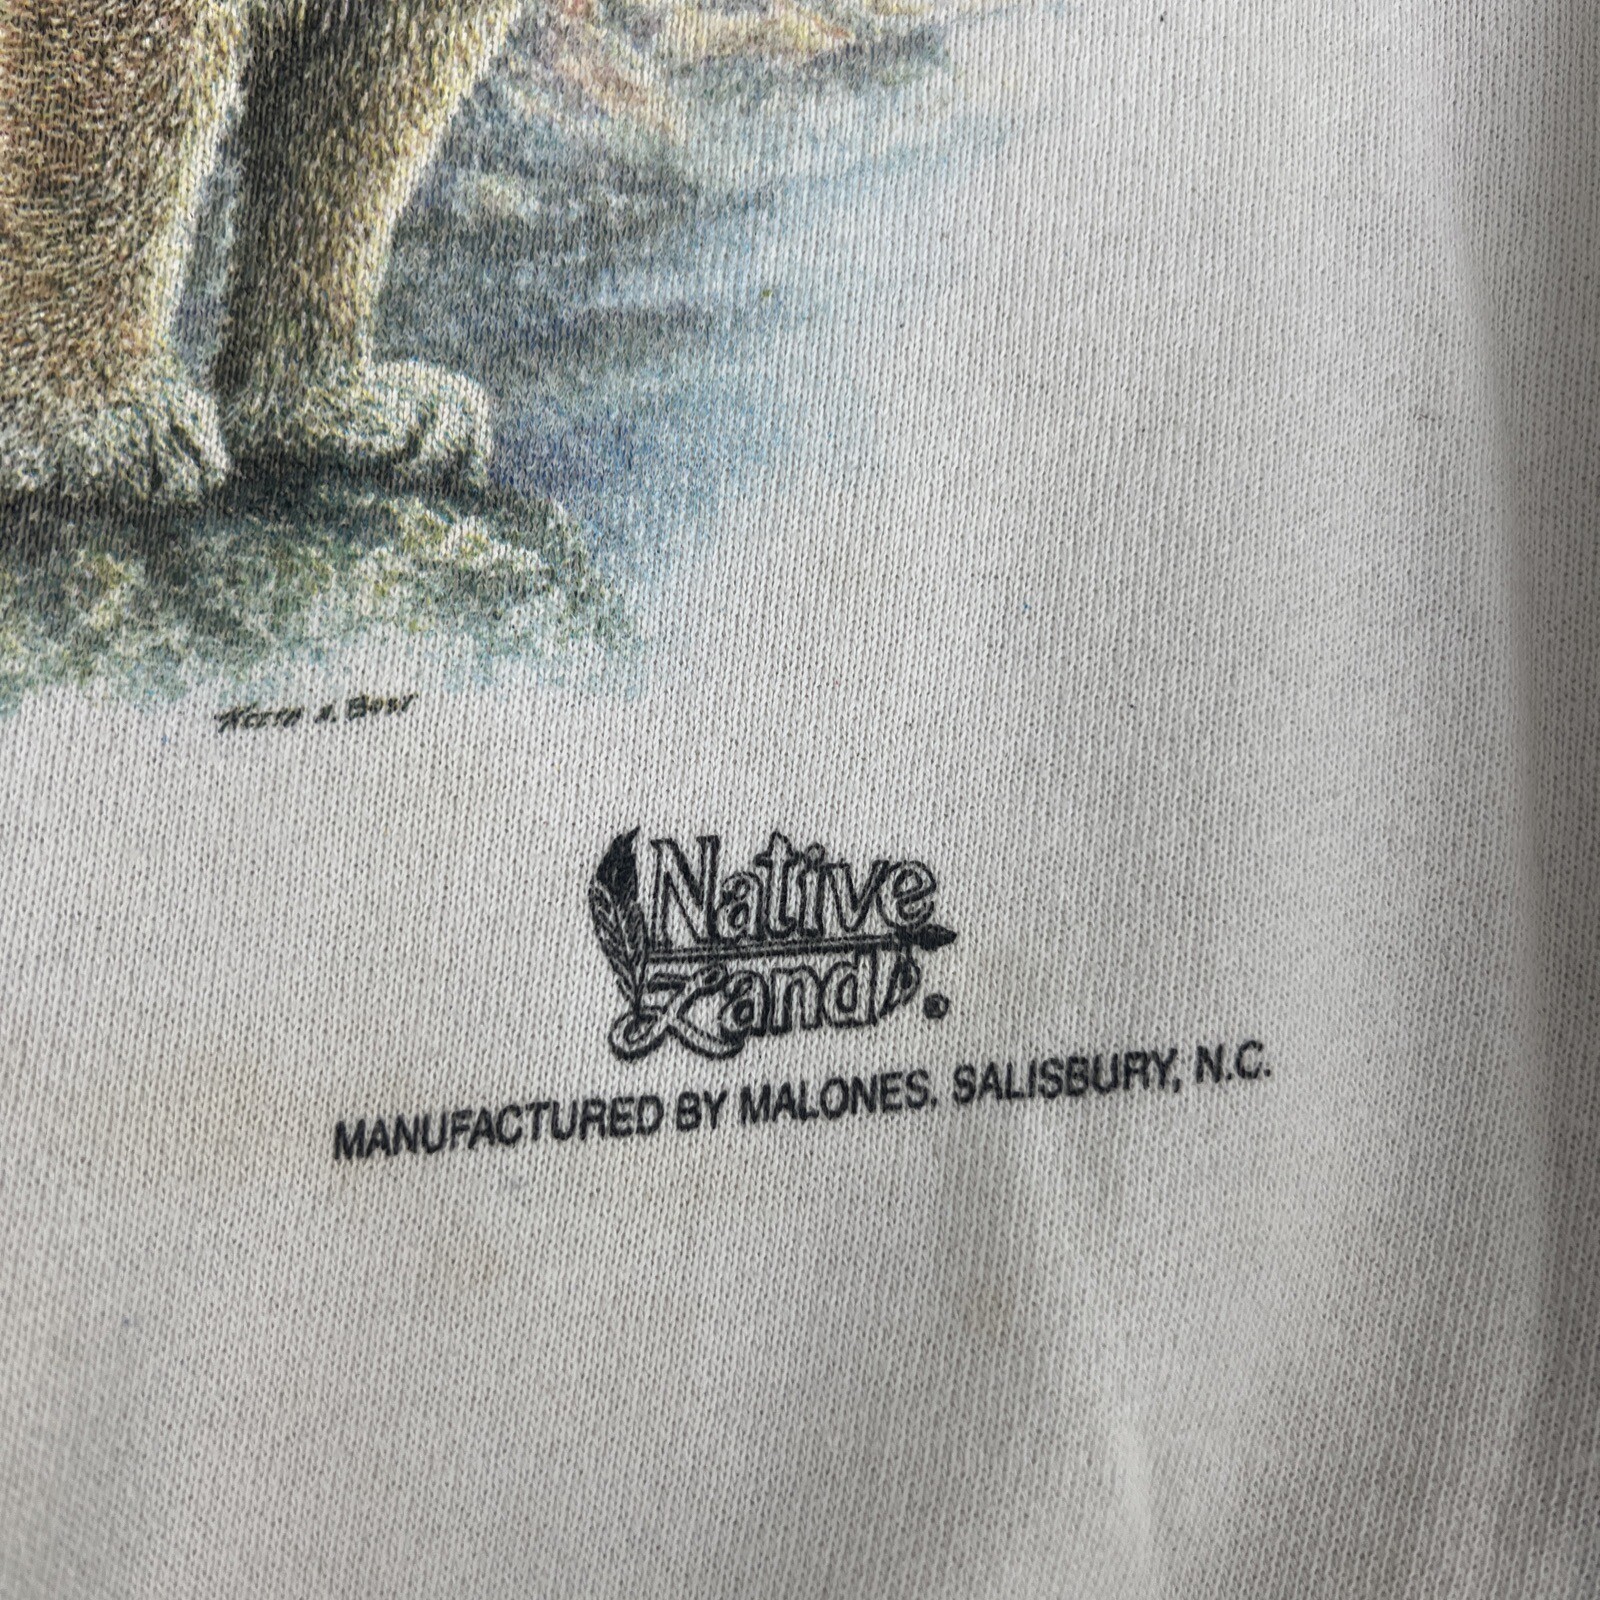 Native
Land.
MANUFACTURED BY MALONES. SALISBURY, N.C.